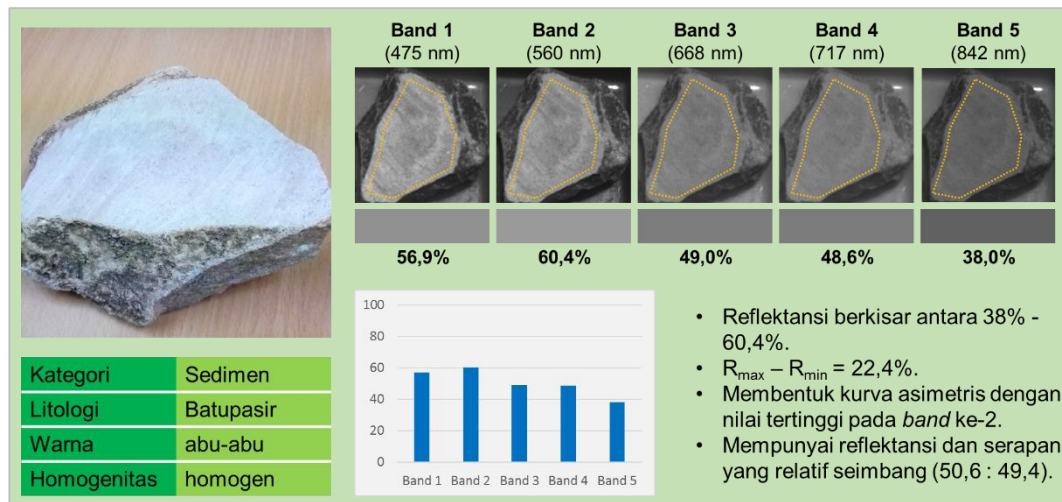 Band 1
(475 nm)
Band 2
(560 nm)
Band 3
(668 nm)
Band 4
(717 nm)
Band 5
(842 nm)
56,9%
60,4%
49,0%
48,6%
38,0%
Kategori Sedimen
Litologi Batupasir
Warna abu-abu
Homogenitas homogen
100
80
60
40
20
0
Band 1 Band 2 Band 3 Band 4 Band 5
• Reflektansi berkisar antara 38% -
60,4%.
• Rmax – Rmin = 22,4%.
• Membentuk kurva asimetris dengan
nilai tertinggi pada band ke-2.
• Mempunyai reflektansi dan serapan
yang relatif seimbang (50,6 : 49,4).